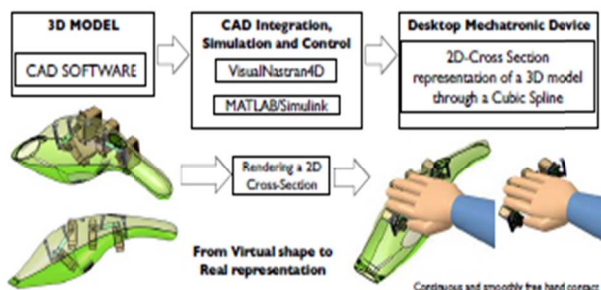 3D MODEL
CAD SOFTWARE
CAD Integration,
Simulation and Control
VisualNastran4D
MATLAB/Simulink
Desktop Mechatronic Device
2D-Cross Section
representation of a 3D model
through a Cubic Spline
Rendering a 2D
Cross-Section
From Virtual shape to
Real representation
Continuous and smoothly free hand contact